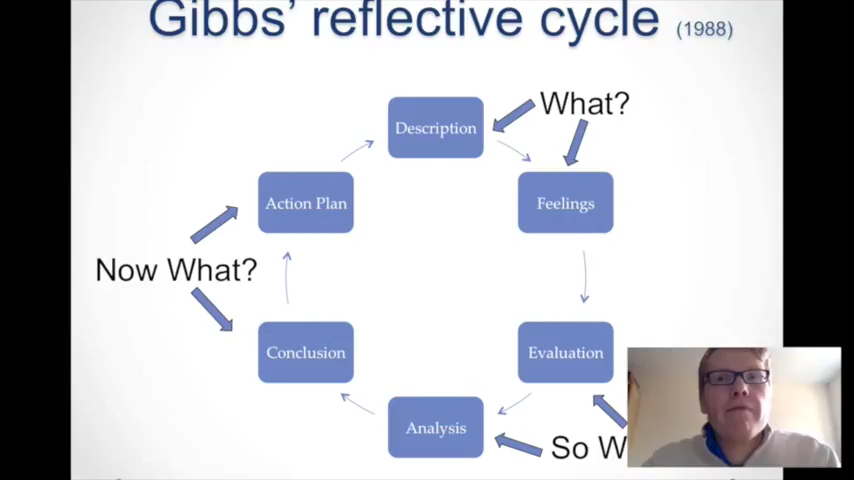 Gibbs’ reflective cycle (1988)
What?
Description
Action Plan
Feelings
Now What?
Conclusion
Evaluation
Analysis
So W